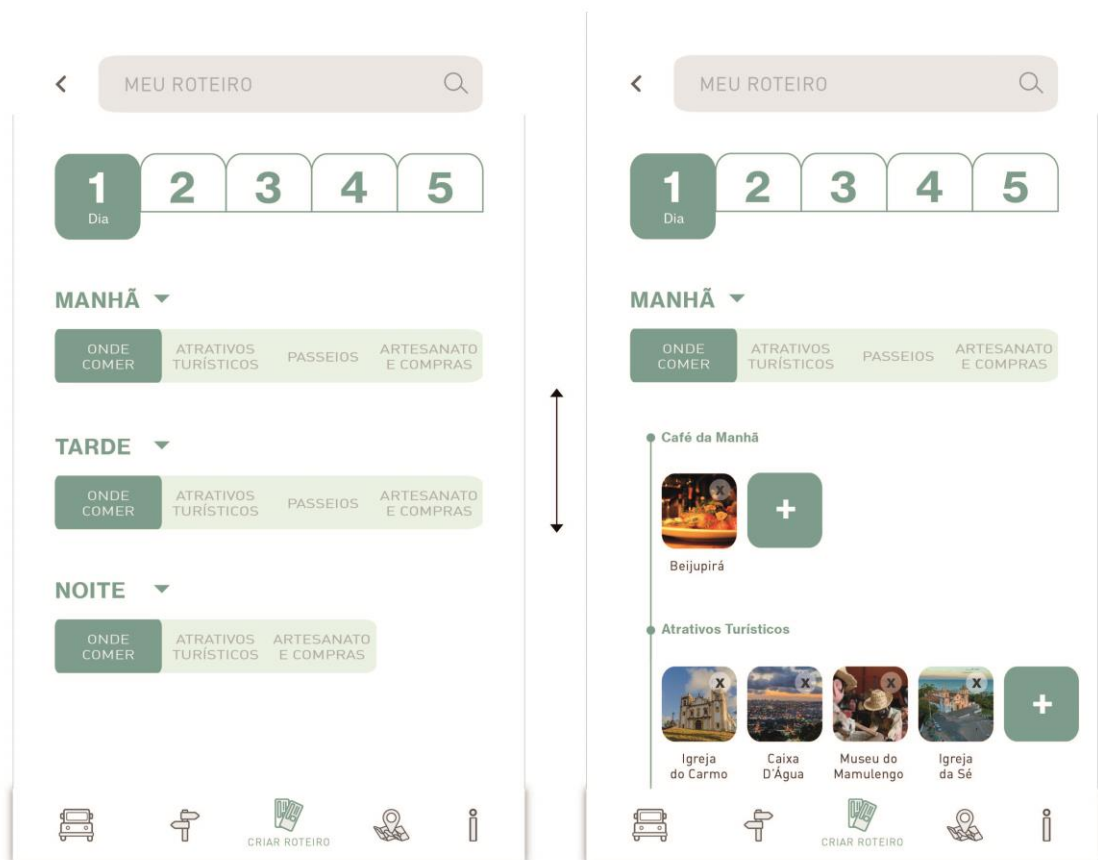 MEU ROTEIRO
1 2 3 4 5
Dia
MANHÃ
ONDE COMER
ATRATIVOS TURÍSTICOS
PASSEIOS
ARTESANATO E COMPRAS
TARDE
ONDE COMER
ATRATIVOS TURÍSTICOS
PASSEIOS
ARTESANATO E COMPRAS
NOITE
ONDE COMER
ATRATIVOS TURÍSTICOS
ARTESANATO E COMPRAS
CRIAR ROTEIRO
MEU ROTEIRO
1 2 3 4 5
Dia
MANHÃ
ONDE COMER
ATRATIVOS TURÍSTICOS
PASSEIOS
ARTESANATO E COMPRAS
Café da Manhã
X
+
Beijupirá
Atrativos Turísticos
X X X X +
Igreja do Carmo
Caixa D'Água
Museu do Mamulengo
Igreja da Sé
CRIAR ROTEIRO